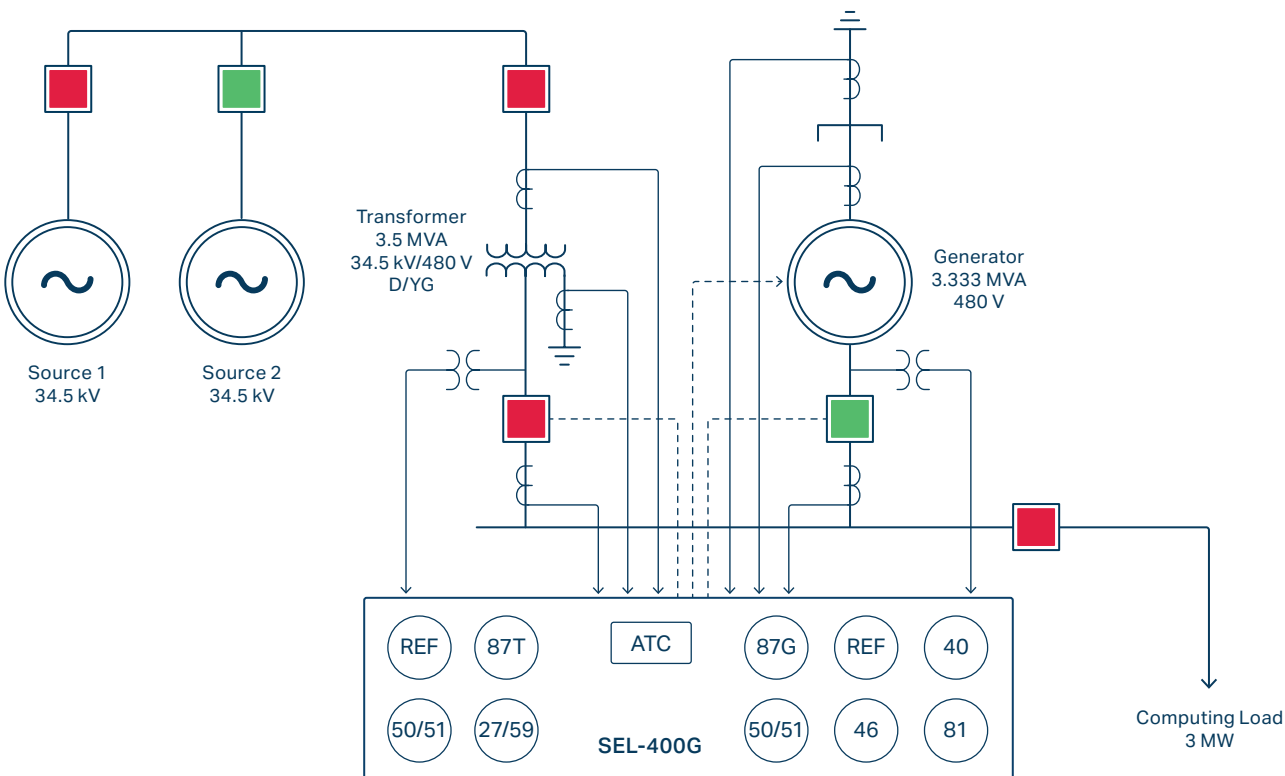 Transformer
3.5 MVA
34.5 kV/480 V
D/YG
Generator
3.333 MVA
480 V
Source 1
34.5 kV
Source 2
34.5 kV
REF
87T
ATC
87G
REF
40
50/51
27/59
SEL-400G
50/51
46
81
Computing Load
3 MW